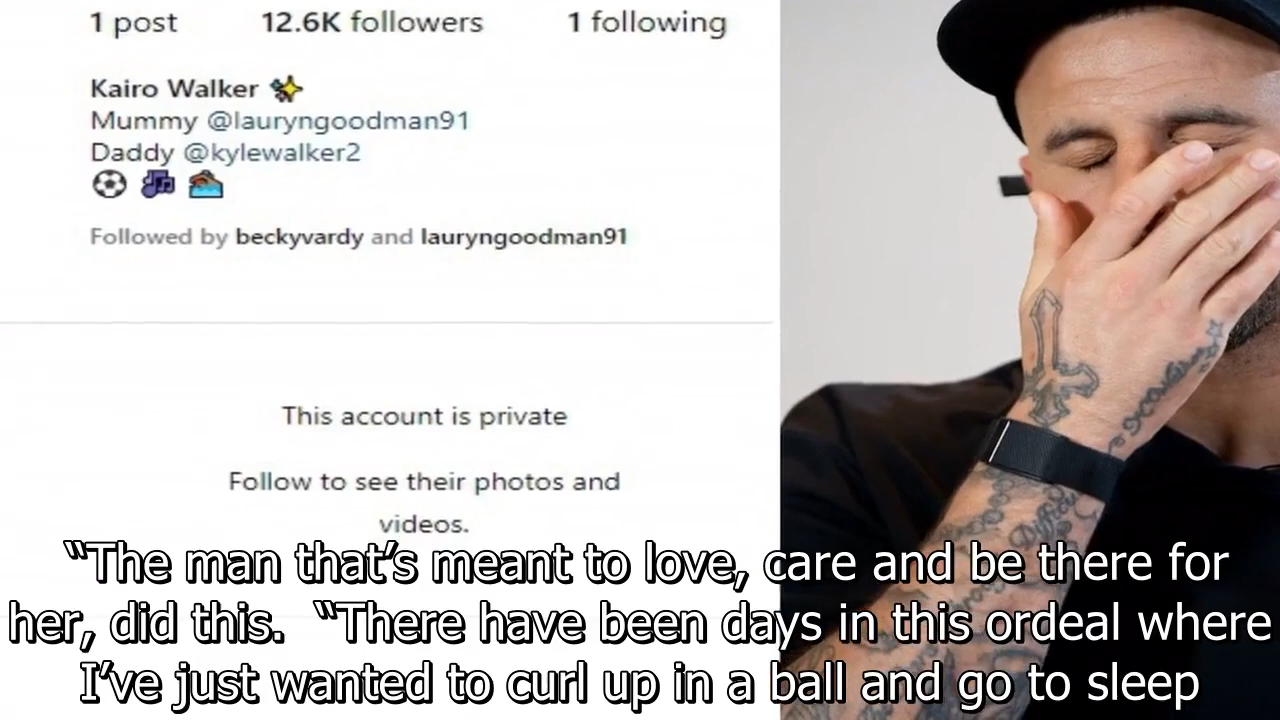 1 post 12.6K followers 1 following
Kairo Walker ✨
Mummy @lauryngoodman91
Daddy @kylewalker2
⚽ 🎶 🏊
Followed by beckyvardy and lauryngoodman91
This account is private
Follow to see their photos and
videos.
“The man that’s meant to love, care and be there for
her, did this. “There have been days in this ordeal where
I’ve just wanted to curl up in a ball and go to sleep